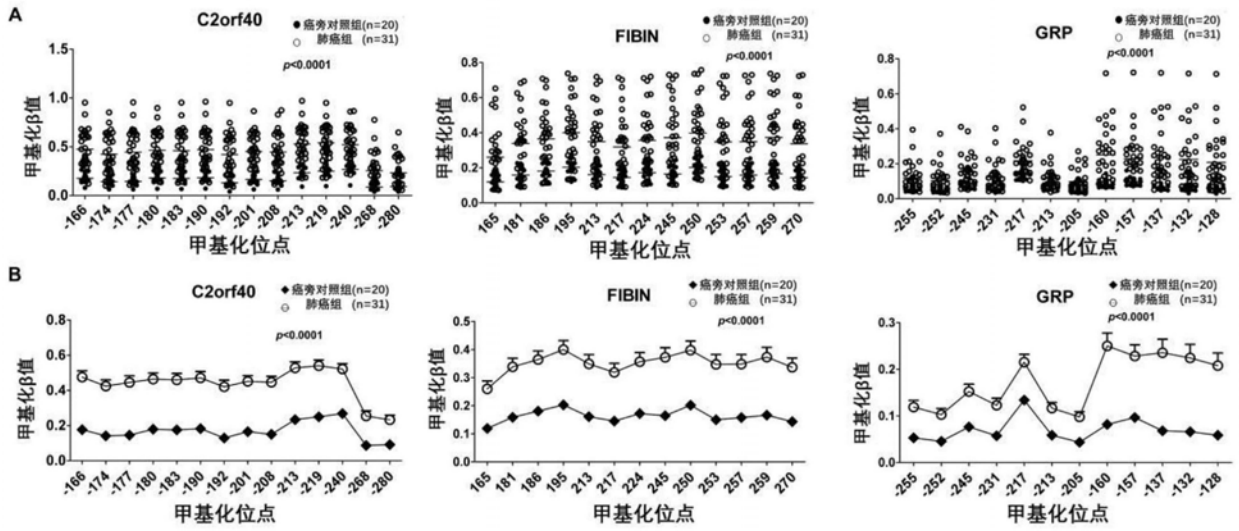 A
C2orf40
癌旁对照组(n=20)
肺癌组 (n=31)
p<0.0001
甲基化β值
1.5
1.0
0.5
0.0
-166 -174 -177 -180 -183 -190 -192 -201 -208 -213 -219 -240 -268 -280
甲基化位点
FIBIN
癌旁对照组(n=20)
肺癌组 (n=31)
p<0.0001
甲基化β值
0.8
0.6
0.4
0.2
0.0
165 181 186 195 213 217 224 245 250 253 257 259 270
甲基化位点
GRP
癌旁对照组(n=20)
肺癌组 (n=31)
p<0.0001
甲基化β值
0.8
0.6
0.4
0.2
0.0
-255 -252 -245 -231 -217 -213 -205 -160 -157 -137 -132 -128
甲基化位点
B
C2orf40
癌旁对照组(n=20)
肺癌组 (n=31)
p<0.0001
甲基化β值
0.8
0.6
0.4
0.2
0.0
-166 -174 -177 -180 -183 -190 -192 -201 -208 -213 -219 -240 -268 -280
甲基化位点
FIBIN
癌旁对照组(n=20)
肺癌组 (n=31)
p<0.0001
甲基化β值
0.5
0.4
0.3
0.2
0.1
0.0
165 181 186 195 213 217 224 245 250 253 257 259 270
甲基化位点
GRP
癌旁对照组(n=20)
肺癌组 (n=31)
p<0.0001
甲基化β值
0.3
0.2
0.1
0.0
-255 -252 -245 -231 -217 -213 -205 -160 -157 -137 -132 -128
甲基化位点